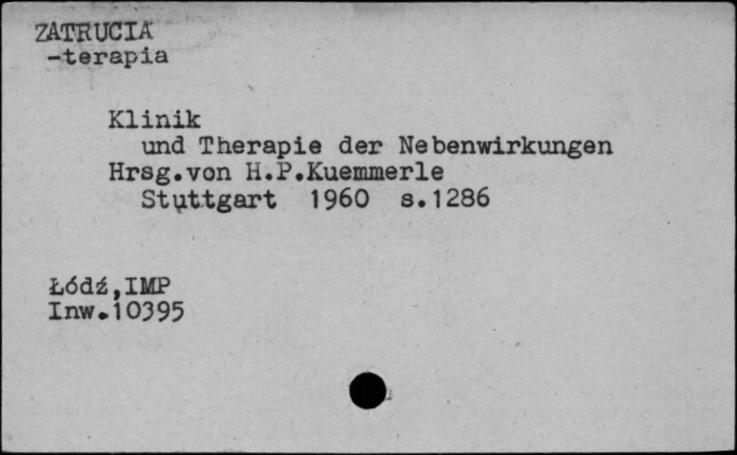 ZATRUCIA
-terapia
Klinik
und Therapie der Nebenwirkungen
Hrsg.von H.P.Kuemmerle
Stuttgart 1960 s.1286
Łódź,IMP
Inw.10395